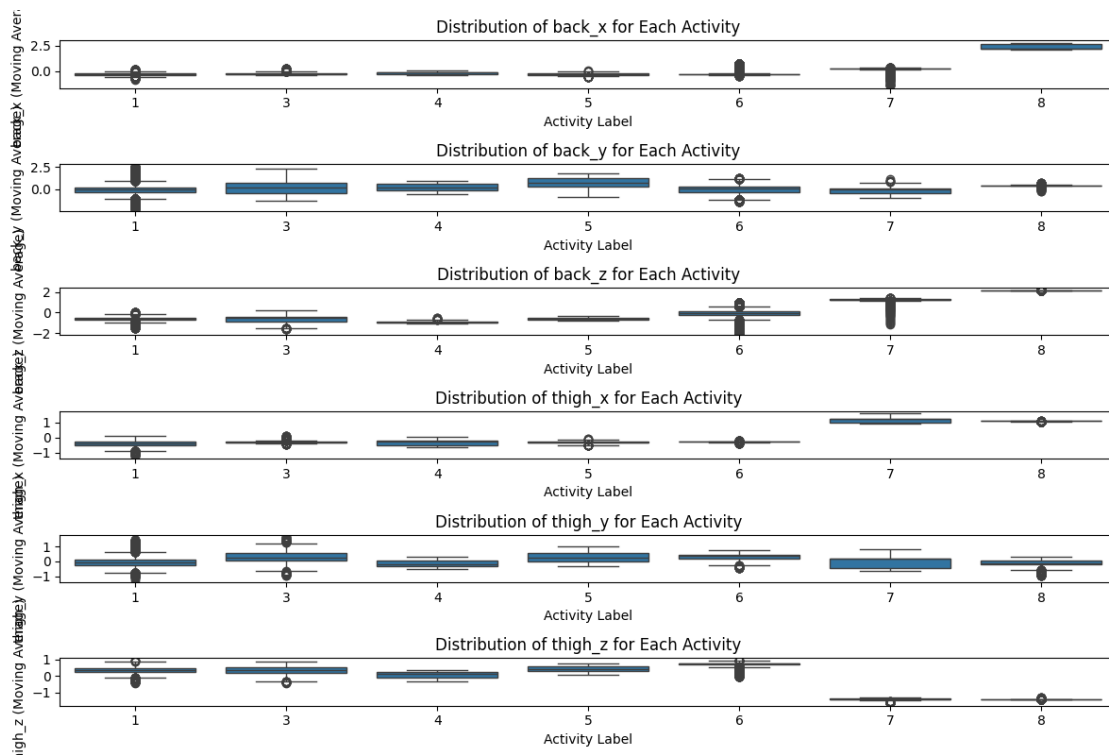 Distribution of back_x for Each Activity
2.5
0.0
1 3 4 5 6 7 8
Activity Label
Distribution of back_y for Each Activity
2.5
0.0
1 3 4 5 6 7 8
Activity Label
Distribution of back_z for Each Activity
2
0
−2
1 3 4 5 6 7 8
Activity Label
Distribution of thigh_x for Each Activity
1
0
−1
1 3 4 5 6 7 8
Activity Label
Distribution of thigh_y for Each Activity
1
0
−1
1 3 4 5 6 7 8
Activity Label
Distribution of thigh_z for Each Activity
1
−1
1 3 4 5 6 7 8
Activity Label